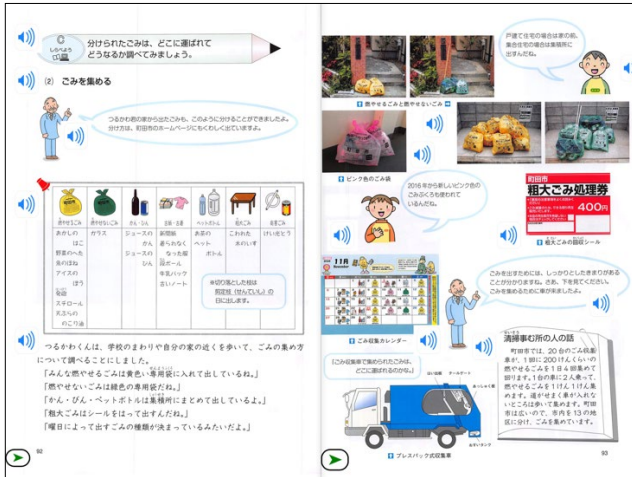 C
しらべよう
分けられたごみは、どこに運ばれて
どうなるか調べてみましょう。
(2) ごみを集める
つるかわ君の家から出たごみも、このように分けることができましたよ。
分け方は、町田市のホームページにもくわしく出ていますよ。
燃やせるごみ
燃やせないごみ
かん・びん
古紙・古着
ペットボトル
粗大ごみ
有害ごみ
おかしの
はこ
野菜のへた
魚のほね
アイスの
ぼう
スチロール
天ぷらの
のこり油
ガラス
ジュースの
かん
ジュースの
びん
新聞紙
着られなく
なった服
段ボール
牛乳パック
古いノート
お茶の
ペット
ボトル
こわれた
木のいす
けいだとう
※切り落とした枝は
剪定枝(せんていし)の
日に出します。
つるかわくんは、学校のまわりや自分の家の近くを歩いて、ごみの集め方
について調べることにしました。
「みんな燃やせるごみは黄色い専用袋に入れて出しているね。」
「燃やせないごみは緑色の専用袋だね。」
「かん・びん・ペットボトルは集積所にまとめて出しているよ。」
「粗大ごみはシールをはって出すんだね。」
「曜日によって出すごみの種類が決まっているみたいだよ。」
92
戸建て住宅の場合は家の前、
集合住宅の場合は集積所に
出すんだね。
燃やせるごみと燃やせないごみ
ピンク色のごみ袋
2016年から新しいピンク色の
ごみぶくろも使われて
いるんだね。
町田市
粗大ごみ処理券
400円
粗大ごみの回収シール
11月
ごみ収集カレンダー
ごみを出すためには、しっかりとしたきまりがある
ことが分かりますね。さあ、下を見てください。
ごみを集めるために車が来ましたよ。
「ごみ収集車で集められたごみは、
どこに運ばれるのかな。」
プレスパック式収集車
清掃事む所の人の話
町田市では、20台のごみ収集
車が、1回に200けんくらいの
燃やせるごみを1日4回集めて
回ります。1台の車に2人乗って、
燃やせるごみを1けん1けん集
めます。道がせまく車が入れな
いところは歩いて集めます。町田
市は広いので、市内を13の地
区に分け、ごみを集めています。
93